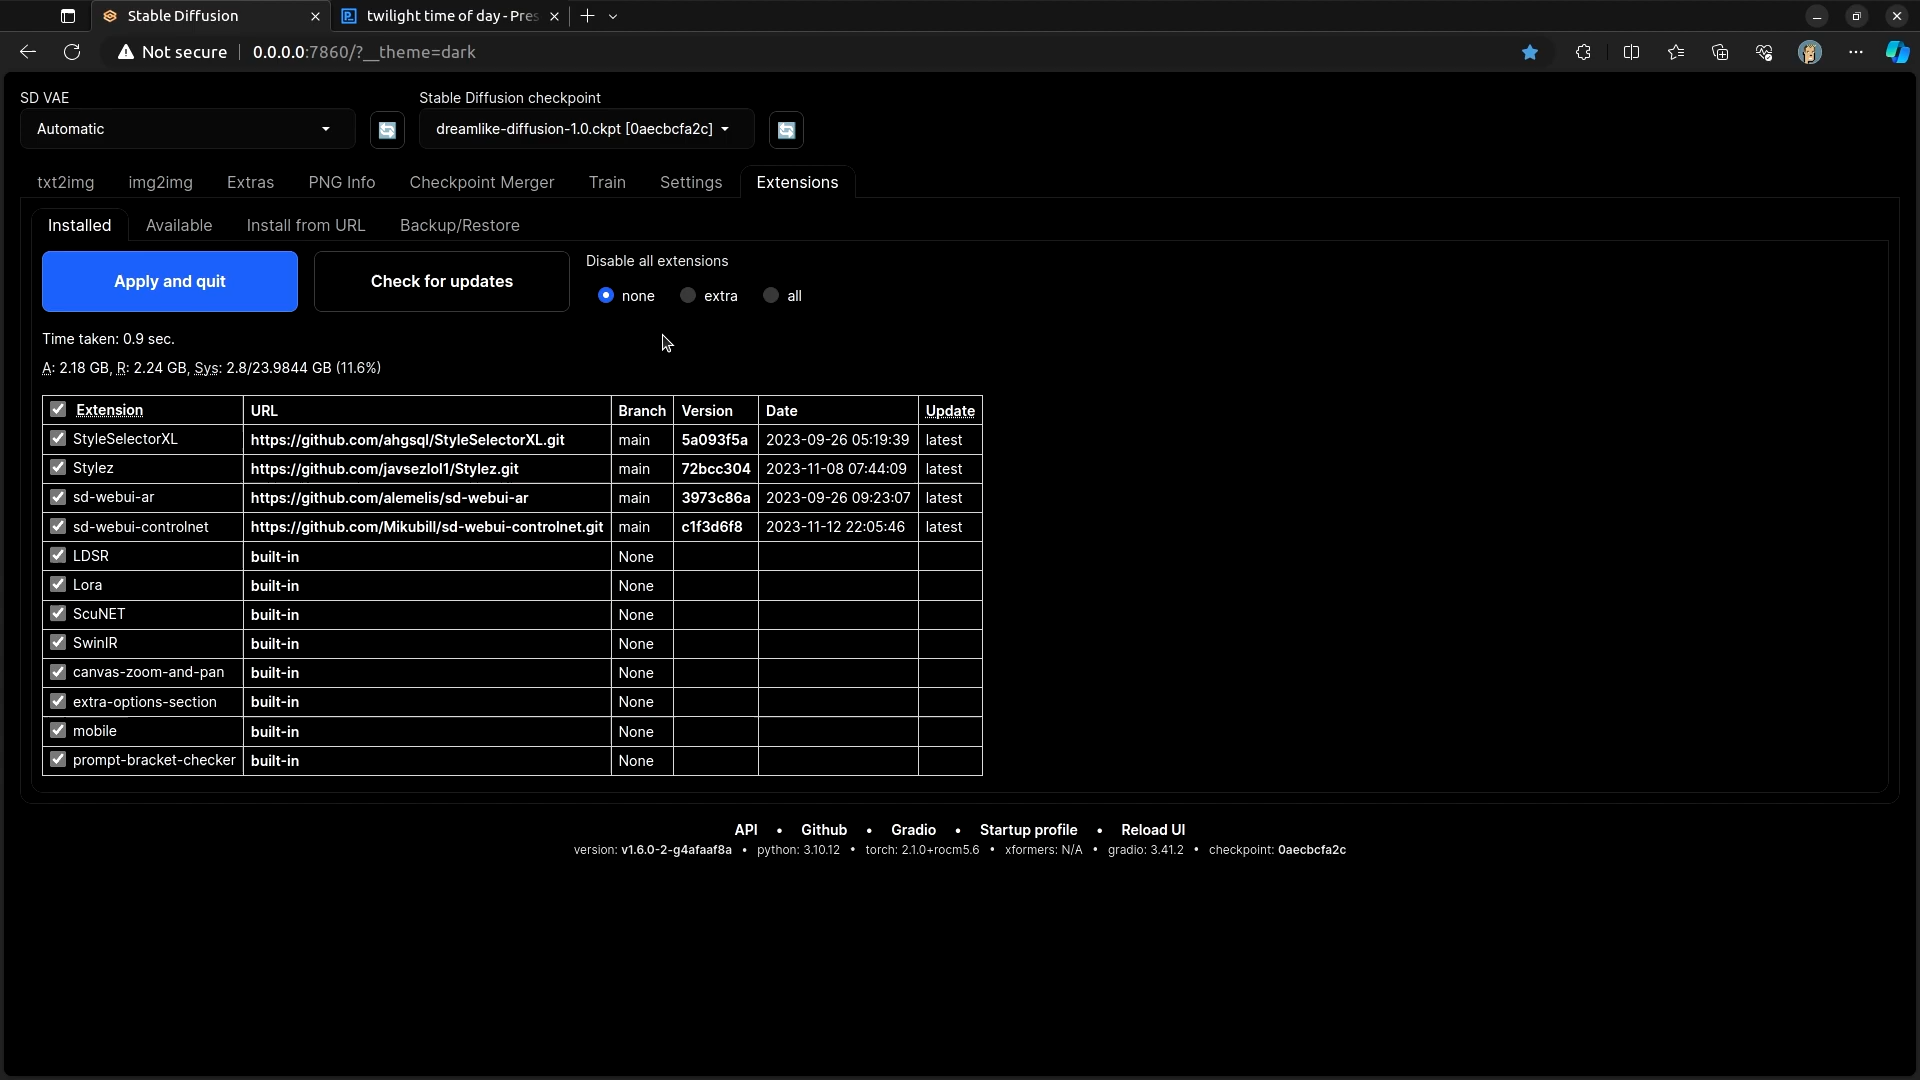 Stable Diffusion
twilight time of day - Pres
Not secure 0.0.0.0:7860/?__theme=dark
SD VAE
Stable Diffusion checkpoint
Automatic
dreamlike-diffusion-1.0.ckpt [0aecbcfa2c]
txt2img img2img Extras PNG Info Checkpoint Merger Train Settings Extensions
Installed Available Install from URL Backup/Restore
Apply and quit
Check for updates
Disable all extensions
none extra all
Time taken: 0.9 sec.
A: 2.18 GB, R: 2.24 GB, Sys: 2.8/23.9844 GB (11.6%)
Extension URL Branch Version Date Update
StyleSelectorXL https://github.com/ahgsql/StyleSelectorXL.git main 5a093f5a 2023-09-26 05:19:39 latest
Stylez https://github.com/javsezlol1/Stylez.git main 72bcc304 2023-11-08 07:44:09 latest
sd-webui-ar https://github.com/alemelis/sd-webui-ar main 3973c86a 2023-09-26 09:23:07 latest
sd-webui-controlnet https://github.com/Mikubill/sd-webui-controlnet.git main c1f3d6f8 2023-11-12 22:05:46 latest
LDSR built-in None
Lora built-in None
ScuNET built-in None
SwinIR built-in None
canvas-zoom-and-pan built-in None
extra-options-section built-in None
mobile built-in None
prompt-bracket-checker built-in None
API • Github • Gradio • Startup profile • Reload UI
version: v1.6.0-2-g4afaaf8a • python: 3.10.12 • torch: 2.1.0+rocm5.6 • xformers: N/A • gradio: 3.41.2 • checkpoint: 0aecbcfa2c